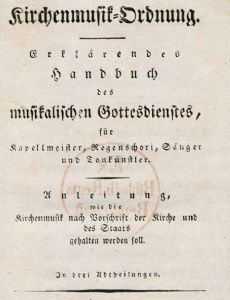 Kirchenmusik-Ordnung.
Erklärendes
Handbuch
des
musikalischen Gottesdienstes,
für
Kapellmeister, Regenschori, Sänger
und Tonkünstler.
Anleitung,
wie die
Kirchenmusik nach Vorschrift der Kirche und
des Staats
gehalten werden soll.
In drei Abtheilungen.